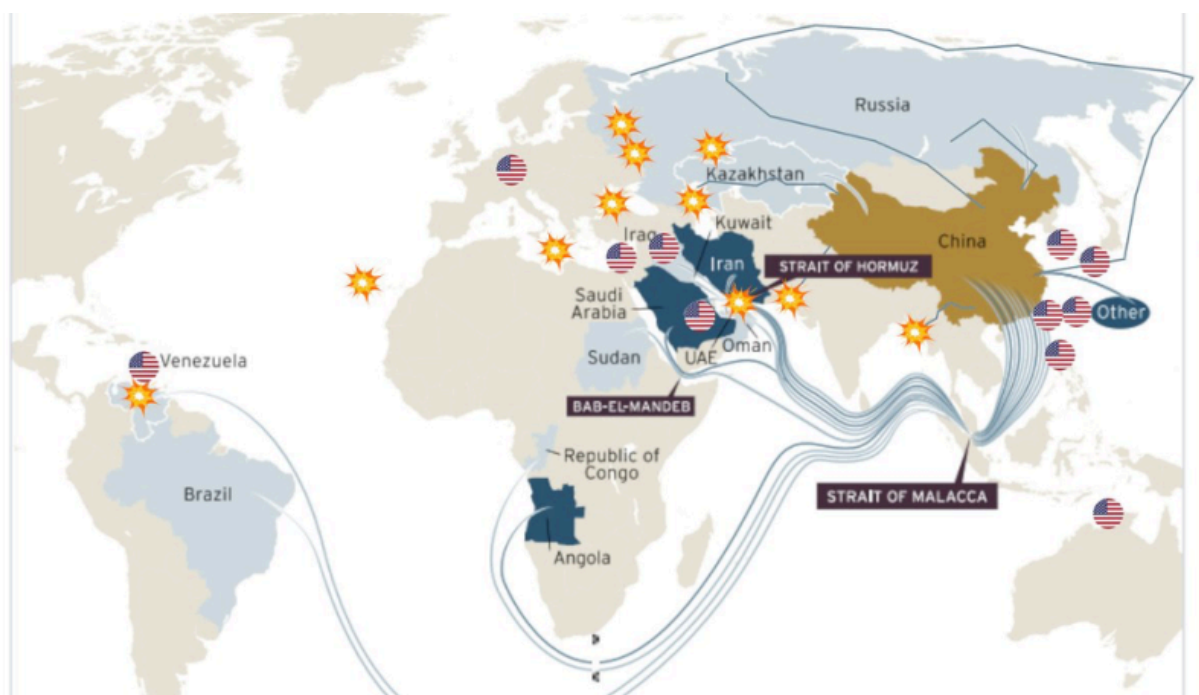 Russia
Kazakhstan
Kuwait
Iraq
China
Iran
STRAIT OF HORMUZ
Saudi
Arabia
Other
Oman
UAE
Sudan
Venezuela
BAB-EL-MANDEB
Republic of
Congo
Brazil
STRAIT OF MALACCA
Angola